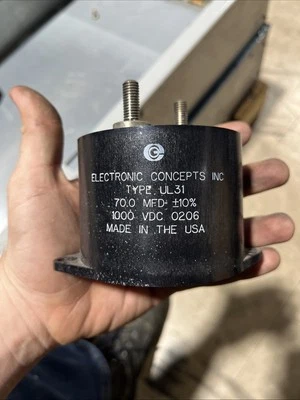 ELECTRONIC CONCEPTS INC
TYPE UL31
70.0 MFD ±10%
1000 VDC 0206
MADE IN THE USA